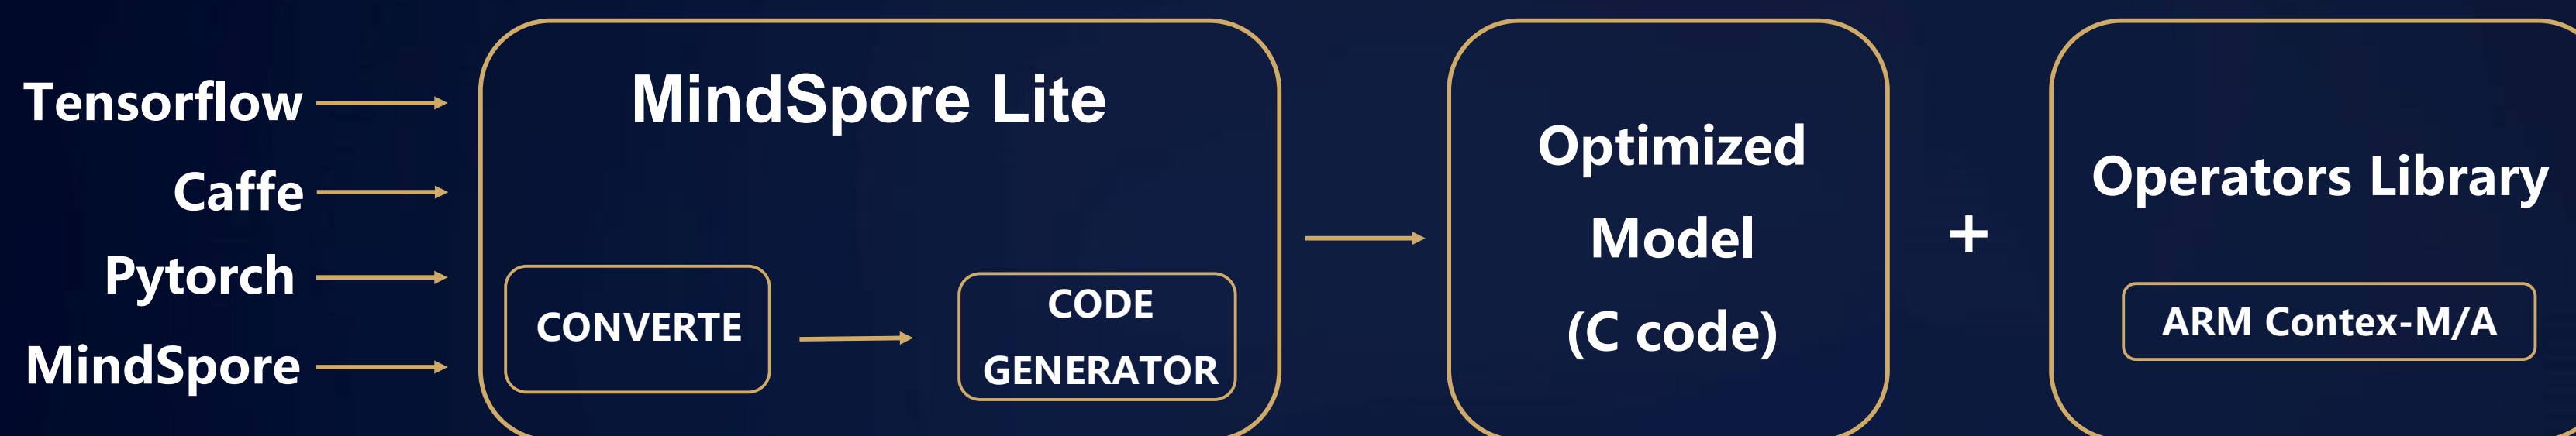 Tensorflow
Caffe
Pytorch
MindSpore
MindSpore Lite
CONVERTE
CODE
GENERATOR
Optimized
Model
(C code)
+
Operators Library
ARM Contex-M/A